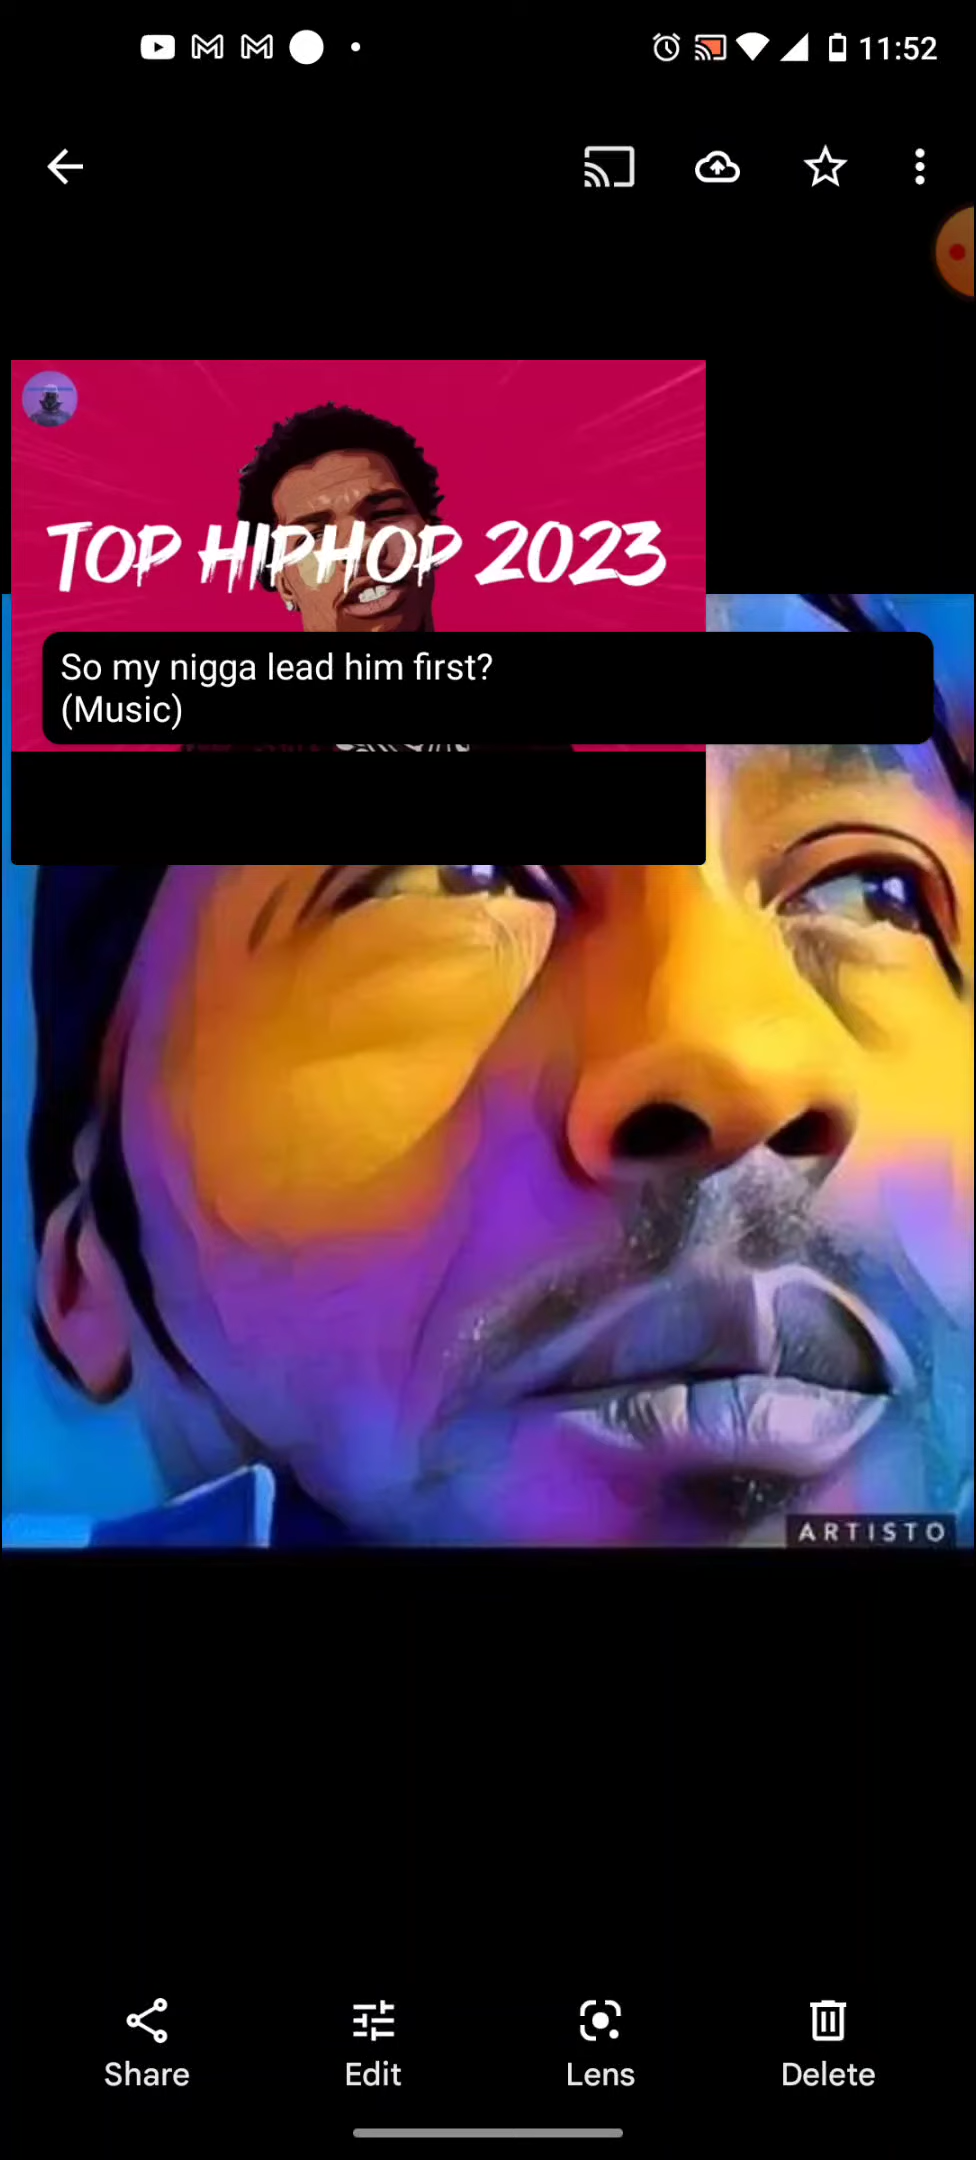 11:52
TOP HIPHOP 2023
So my nigga lead him first?
(Music)
ARTISTO
Share
Edit
Lens
Delete